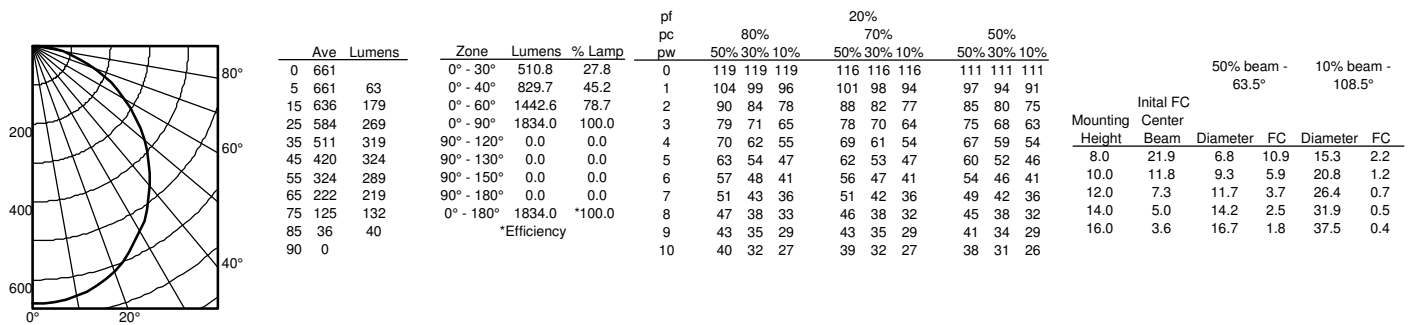 80°
60°
40°
20°
0°
200
400
600
Ave Lumens
0 661
5 661 63
15 636 179
25 584 269
35 511 319
45 420 324
55 324 289
65 222 219
75 125 132
85 36 40
90 0
Zone Lumens % Lamp
0° - 30° 510.8 27.8
0° - 40° 829.7 45.2
0° - 60° 1442.6 78.7
0° - 90° 1834.0 100.0
90° - 120° 0.0 0.0
90° - 130° 0.0 0.0
90° - 150° 0.0 0.0
90° - 180° 0.0 0.0
0° - 180° 1834.0 *100.0
*Efficiency
pf 20%
pc 80% 70% 50%
pw 50% 30% 10% 50% 30% 10% 50% 30% 10%
0 119 119 119 116 116 116 111 111 111
1 104 99 96 101 98 94 97 94 91
2 90 84 78 88 82 77 85 80 75
3 79 71 65 78 70 64 75 68 63
4 70 62 55 69 61 54 67 59 54
5 63 54 47 62 53 47 60 52 46
6 57 48 41 56 47 41 54 46 41
7 51 43 36 51 42 36 49 42 36
8 47 38 33 46 38 32 45 38 32
9 43 35 29 43 35 29 41 34 29
10 40 32 27 39 32 27 38 31 26
50% beam - 10% beam -
63.5° 108.5°
Inital FC
Mounting Center
Height Beam Diameter FC Diameter FC
8.0 21.9 6.8 10.9 15.3 2.2
10.0 11.8 9.3 5.9 20.8 1.2
12.0 7.3 11.7 3.7 26.4 0.7
14.0 5.0 14.2 2.5 31.9 0.5
16.0 3.6 16.7 1.8 37.5 0.4